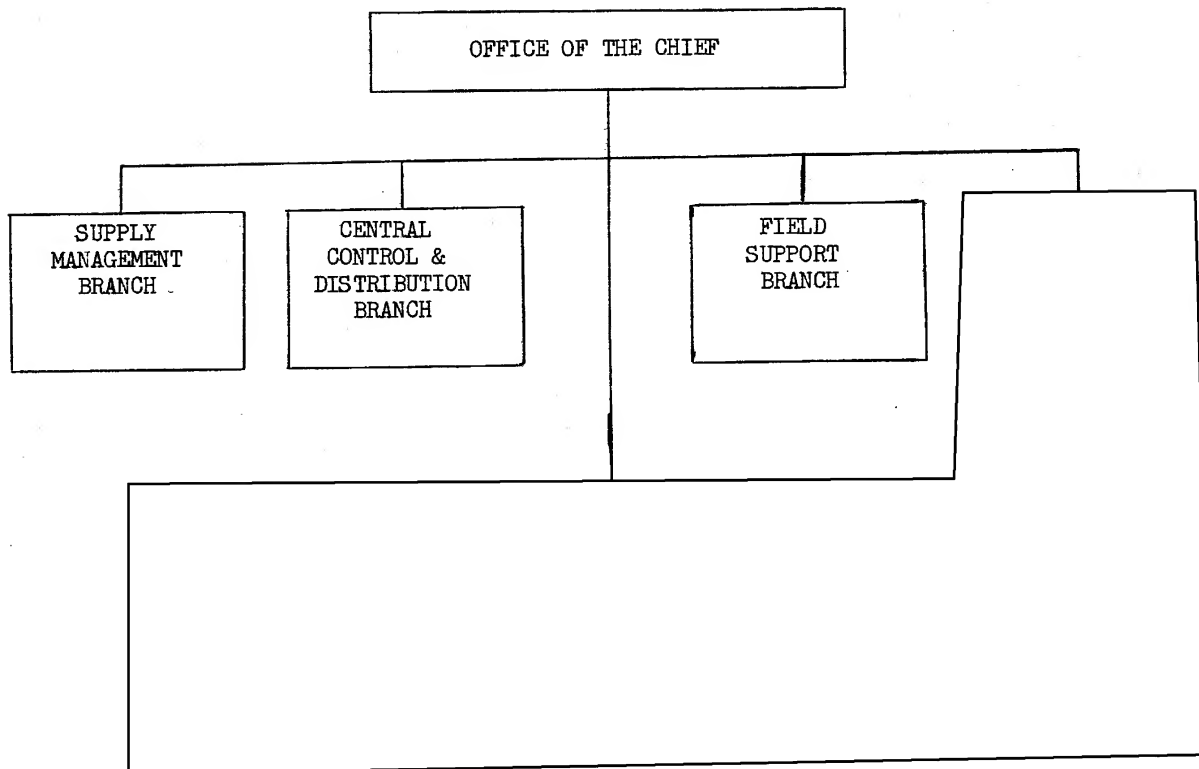 OFFICE OF THE CHIEF
SUPPLY
MANAGEMENT
BRANCH
CENTRAL
CONTROL &
DISTRIBUTION
BRANCH
FIELD
SUPPORT
BRANCH